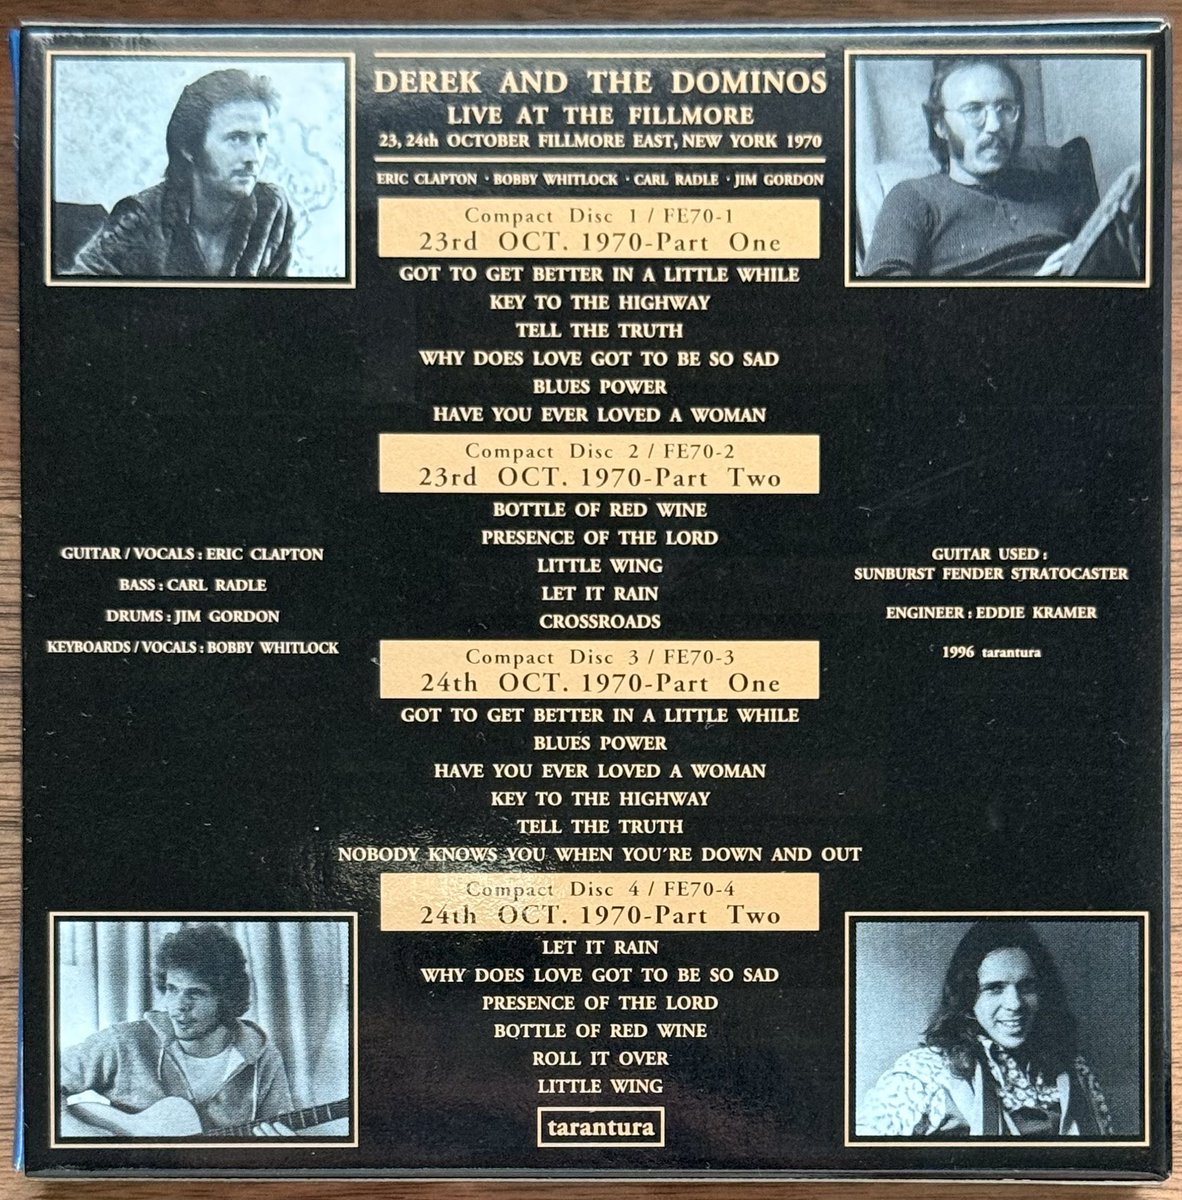 DEREK AND THE DOMINOS
LIVE AT THE FILLMORE
23, 24th OCTOBER FILLMORE EAST, NEW YORK 1970
ERIC CLAPTON · BOBBY WHITLOCK · CARL RADLE · JIM GORDON
Compact Disc 1 / FE70-1
23rd OCT. 1970-Part One
GOT TO GET BETTER IN A LITTLE WHILE
KEY TO THE HIGHWAY
TELL THE TRUTH
WHY DOES LOVE GOT TO BE SO SAD
BLUES POWER
HAVE YOU EVER LOVED A WOMAN
Compact Disc 2 / FE70-2
23rd OCT. 1970-Part Two
BOTTLE OF RED WINE
PRESENCE OF THE LORD
LITTLE WING
LET IT RAIN
CROSSROADS
GUITAR / VOCALS : ERIC CLAPTON
BASS : CARL RADLE
DRUMS : JIM GORDON
KEYBOARDS / VOCALS : BOBBY WHITLOCK
GUITAR USED :
SUNBURST FENDER STRATOCASTER
ENGINEER : EDDIE KRAMER
1996 tarantura
Compact Disc 3 / FE70-3
24th OCT. 1970-Part One
GOT TO GET BETTER IN A LITTLE WHILE
BLUES POWER
HAVE YOU EVER LOVED A WOMAN
KEY TO THE HIGHWAY
TELL THE TRUTH
NOBODY KNOWS YOU WHEN YOU'RE DOWN AND OUT
Compact Disc 4 / FE70-4
24th OCT. 1970-Part Two
LET IT RAIN
WHY DOES LOVE GOT TO BE SO SAD
PRESENCE OF THE LORD
BOTTLE OF RED WINE
ROLL IT OVER
LITTLE WING
tarantura